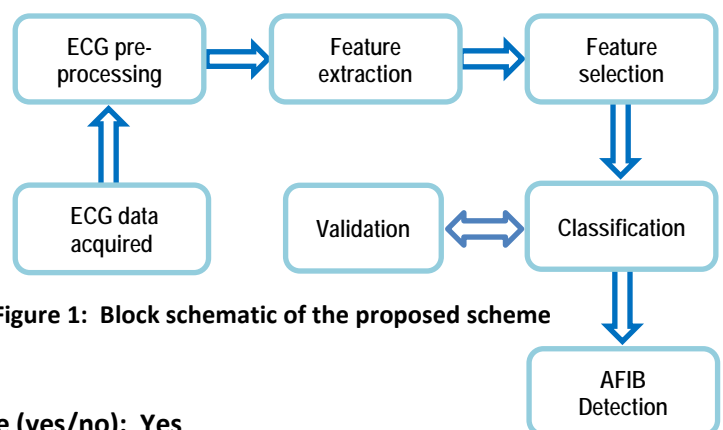 ECG pre-
processing
Feature
extraction
Feature
selection
ECG data
acquired
Validation
Classification
Figure 1: Block schematic of the proposed scheme
AFIB
Detection
e (yes/no): Yes